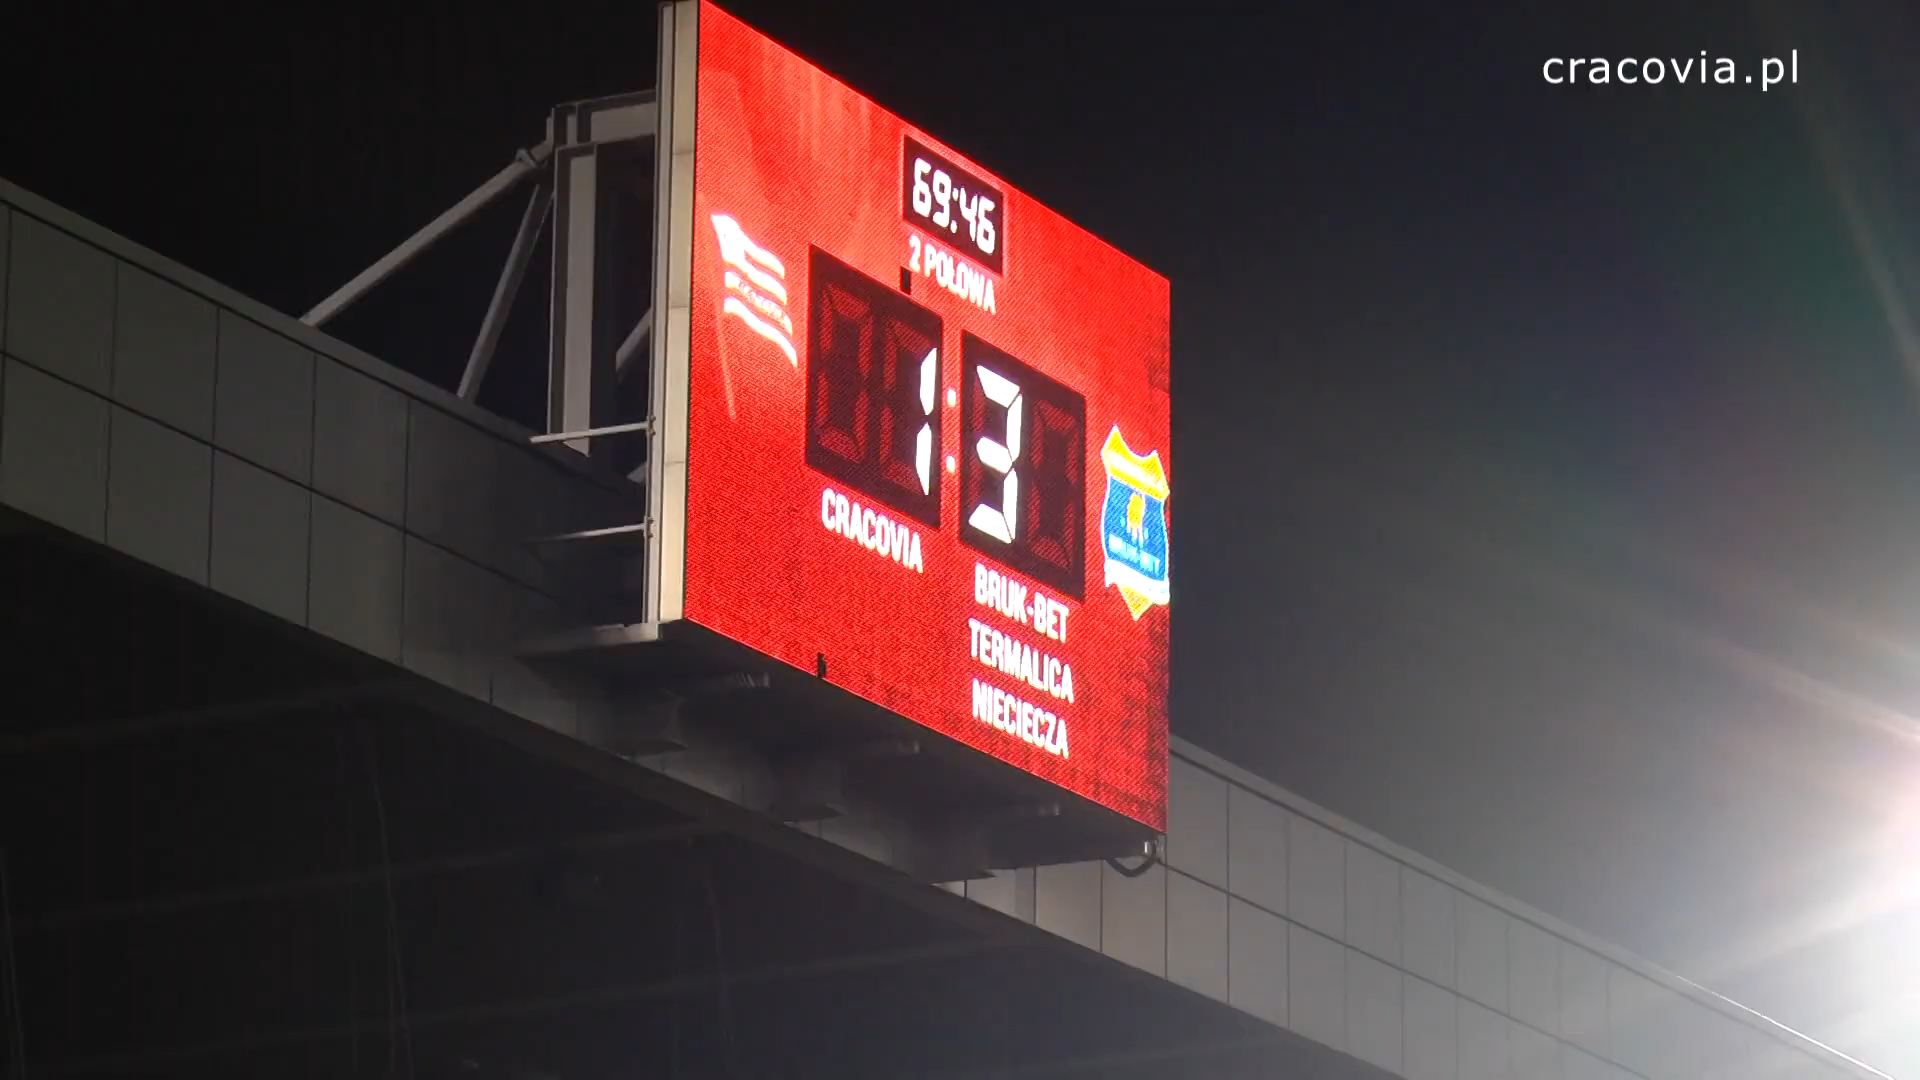 cracovia.pl
69:46
2 POŁOWA
1:3
CRACOVIA
BRUK-BET
TERMALICA
NIECIECZA